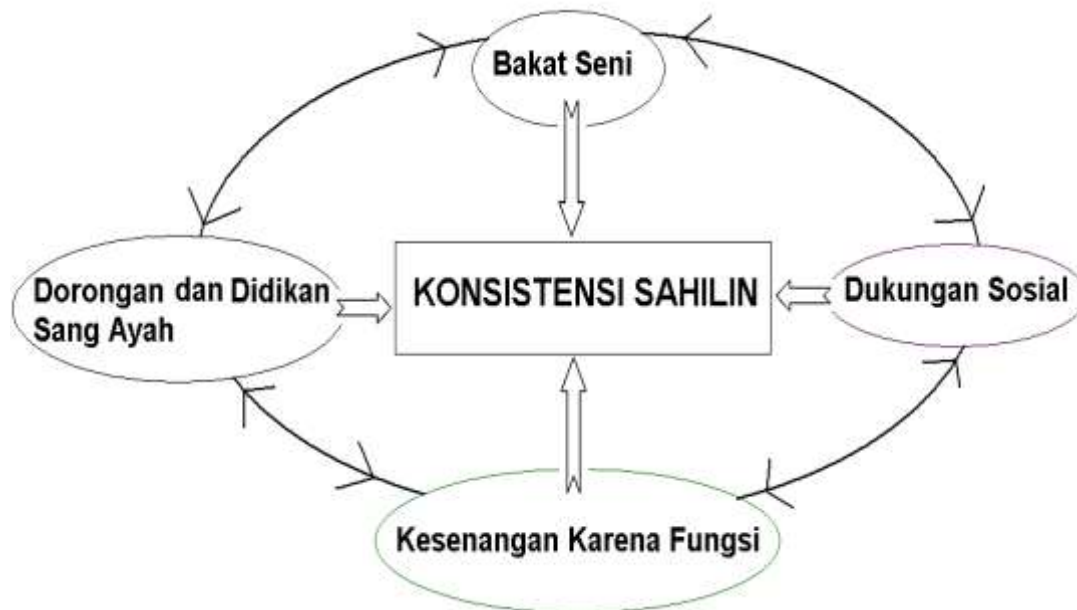 Bakat Seni
Dorongan dan Didikan
Sang Ayah
KONSISTENSI SAHILIN
Dukungan Sosial
Kesenangan Karena Fungsi